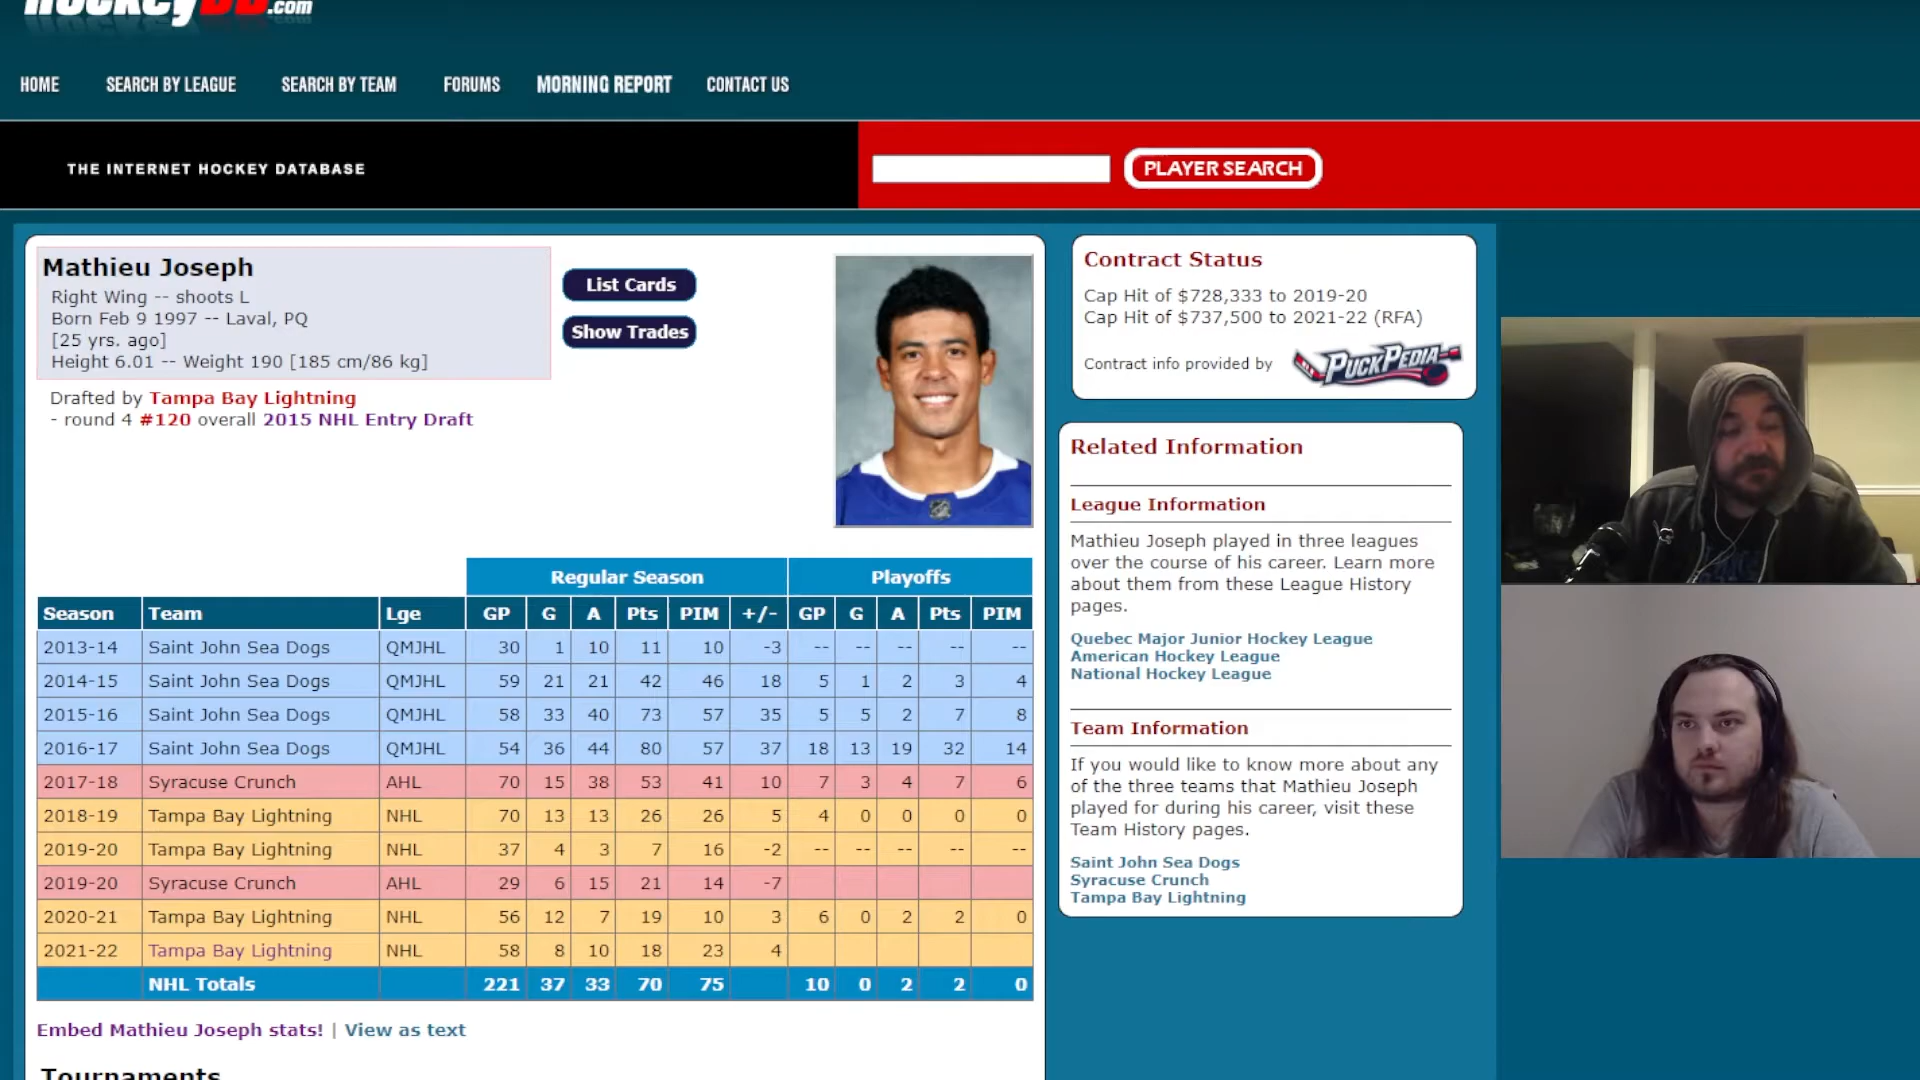 HockeyDB.com
HOME SEARCH BY LEAGUE SEARCH BY TEAM FORUMS MORNING REPORT CONTACT US
THE INTERNET HOCKEY DATABASE
PLAYER SEARCH
Mathieu Joseph
Right Wing -- shoots L
Born Feb 9 1997 -- Laval, PQ
[25 yrs. ago]
Height 6.01 -- Weight 190 [185 cm/86 kg]
Drafted by Tampa Bay Lightning
- round 4 #120 overall 2015 NHL Entry Draft
List Cards
Show Trades
Regular Season Playoffs
Season Team Lge GP G A Pts PIM +/- GP G A Pts PIM
2013-14 Saint John Sea Dogs QMJHL 30 1 10 11 10 -3 -- -- -- -- --
2014-15 Saint John Sea Dogs QMJHL 59 21 21 42 46 18 5 1 2 3 4
2015-16 Saint John Sea Dogs QMJHL 58 33 40 73 57 35 5 5 2 7 8
2016-17 Saint John Sea Dogs QMJHL 54 36 44 80 57 37 18 13 19 32 14
2017-18 Syracuse Crunch AHL 70 15 38 53 41 10 7 3 4 7 6
2018-19 Tampa Bay Lightning NHL 70 13 13 26 26 5 4 0 0 0 0
2019-20 Tampa Bay Lightning NHL 37 4 3 7 16 -2 -- -- -- -- --
2019-20 Syracuse Crunch AHL 29 6 15 21 14 -7
2020-21 Tampa Bay Lightning NHL 56 12 7 19 10 3 6 0 2 2 0
2021-22 Tampa Bay Lightning NHL 58 8 10 18 23 4
NHL Totals 221 37 33 70 75 10 0 2 2 0
Embed Mathieu Joseph stats! | View as text
Tournaments
Contract Status
Cap Hit of $728,333 to 2019-20
Cap Hit of $737,500 to 2021-22 (RFA)
Contract info provided by PUCKPEDIA
Related Information
League Information
Mathieu Joseph played in three leagues
over the course of his career. Learn more
about them from these League History
pages.
Quebec Major Junior Hockey League
American Hockey League
National Hockey League
Team Information
If you would like to know more about any
of the three teams that Mathieu Joseph
played for during his career, visit these
Team History pages.
Saint John Sea Dogs
Syracuse Crunch
Tampa Bay Lightning